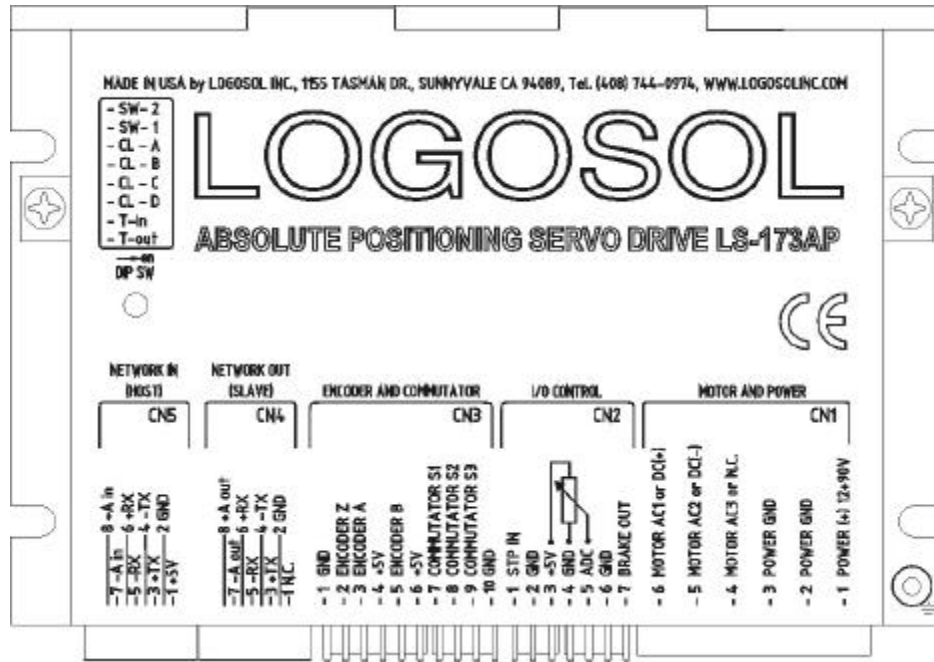 MADE IN USA by LOGOSOL INC., 1155 TASMAN DR., SUNNYVALE CA 94089, Tel. (408) 744-0974, WWW.LOGOSOLINC.COM
- SW- 2
- SW- 1
- CL - A
- CL - B
- CL - C
- CL - D
- T-in
- T-out
on
DIP SW
LOGOSOL
ABSOLUTE POSITIONING SERVO DRIVE LS-173AP
CE
NETWORK IN
(HOST)
CN5
8 +A in
-7 -A in
6 +RX
-5 -RX
4 -TX
-3 +TX
2 GND
-1 +5V
NETWORK OUT
(SLAVE)
CN4
8 +A out
-7 -A out
6 +RX
-5 -RX
4 -TX
-3 +TX
2 GND
-1 N.C.
ENCODER AND COMMUTATOR
CN3
- 1 GND
- 2 ENCODER Z
- 3 ENCODER A
- 4 +5V
- 5 ENCODER B
- 6 +5V
- 7 COMMUTATOR S1
- 8 COMMUTATOR S2
- 9 COMMUTATOR S3
-10 GND
I/O CONTROL
CN2
- 1 STP IN
- 2 GND
- 3 +5V
- 4 GND
- 5 ADC
- 6 GND
- 7 BRAKE OUT
MOTOR AND POWER
CN1
- 6 MOTOR AC1 or DC(+)
- 5 MOTOR AC2 or DC(-)
- 4 MOTOR AC3 or N.C.
- 3 POWER GND
- 2 POWER GND
- 1 POWER (+) 12÷90V